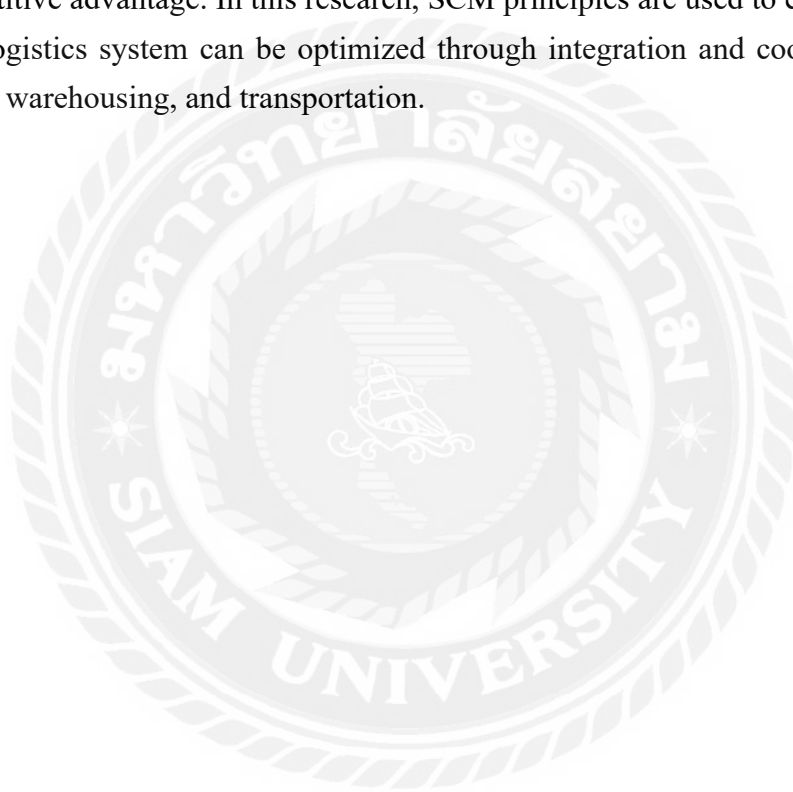 titive advantage. In this research, SCM principles are used to e
ogistics system can be optimized through integration and coo
warehousing, and transportation.
มหาวิทยาลัยสยาม
SIAM UNIVERSITY